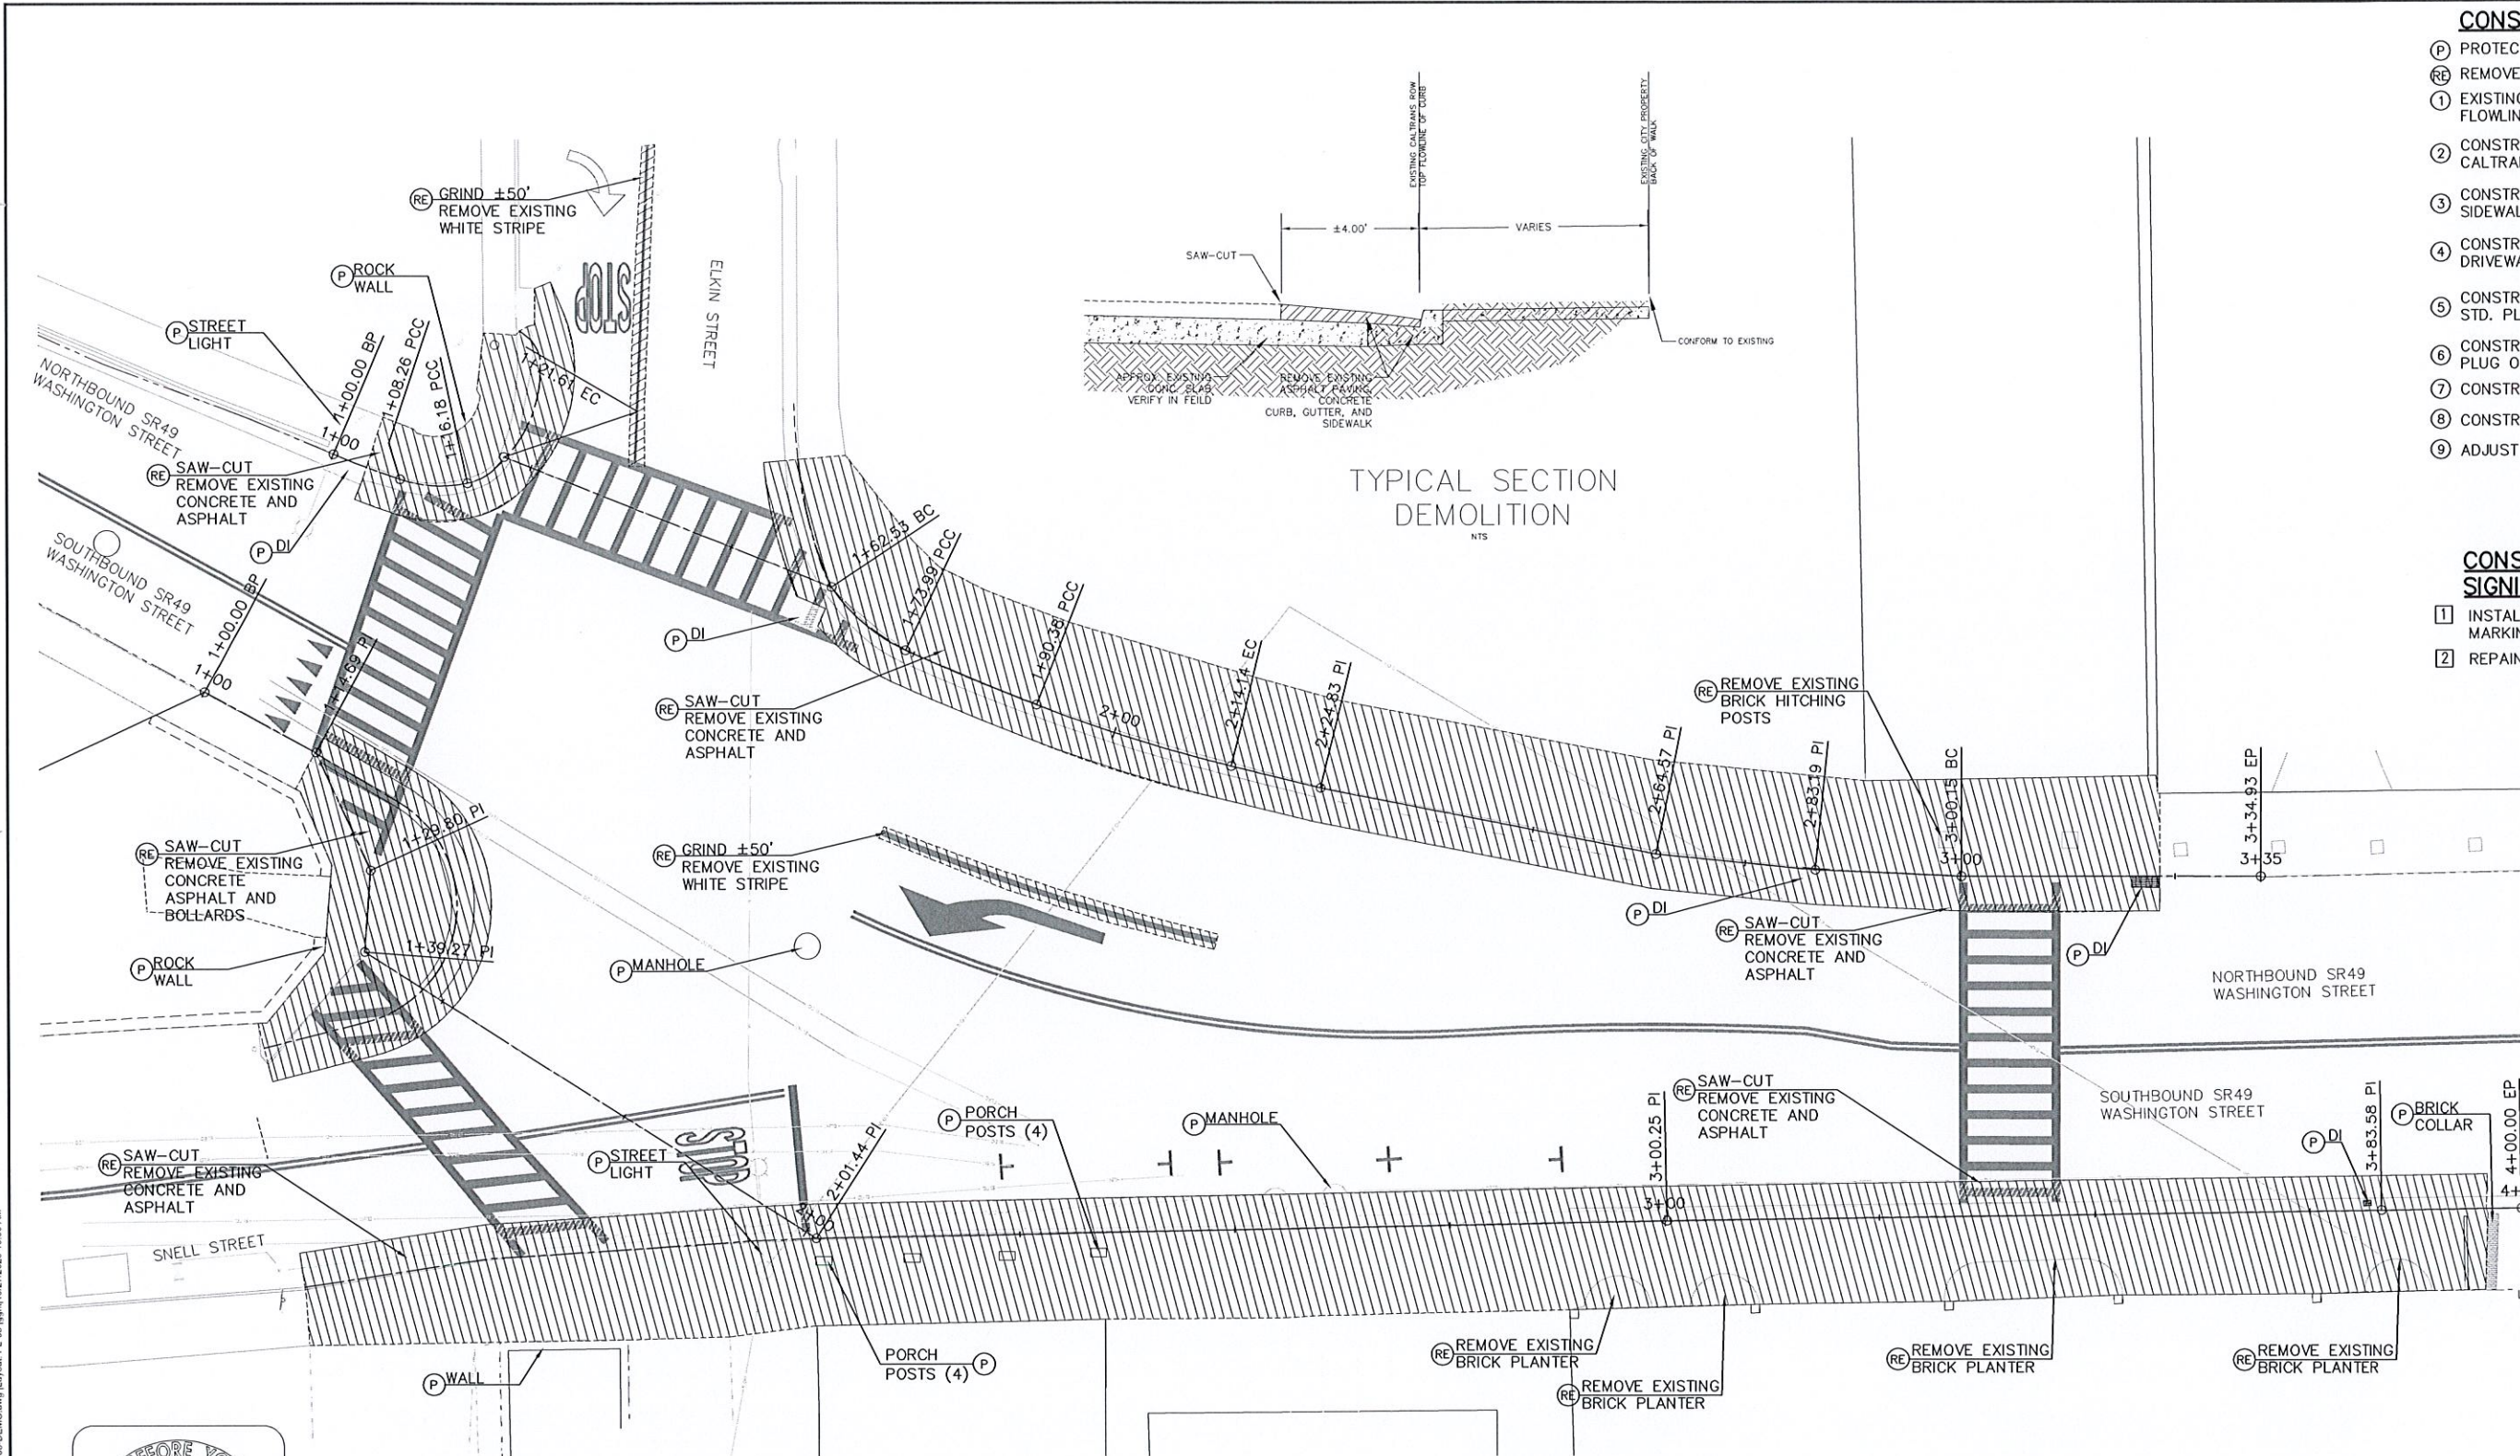 CONS
P PROTEC
RE REMOVE
1 EXISTING
FLOWLIN
2 CONSTR
CALTRA
3 CONSTR
SIDEWAL
4 CONSTR
DRIVEWA
5 CONSTR
STD. PL
6 CONSTR
PLUG O
7 CONSTR
8 CONSTR
9 ADJUST
CONS
SIGNI
1 INSTAL
MARKIN
2 REPAIN
EXISTING CALTRANS ROW
TOP FLOWLINE OF CURB
EXISTING CITY PROPERTY
BACK OF WALK
±4.00'
VARIES
SAW-CUT
CONFORM TO EXISTING
APPROX. EXISTING
CONC. SLAB,
VERIFY IN FEILD
REMOVE EXISTING
ASPHALT PAVING,
CONCRETE
CURB, GUTTER, AND
SIDEWALK
TYPICAL SECTION
DEMOLITION
NTS
RE GRIND ±50'
REMOVE EXISTING
WHITE STRIPE
STOP
ELKIN STREET
P ROCK
WALL
P STREET
LIGHT
1+00.00 BP
1+08.26 PCC
1+16.18 PCC
1+21.61 EC
1+00
NORTHBOUND SR49
WASHINGTON STREET
RE SAW-CUT
REMOVE EXISTING
CONCRETE AND
ASPHALT
P DI
SOUTHBOUND SR49
WASHINGTON STREET
1+00.00 BP
1+00
1+14.69 PI
1+62.53 BC
1+73.99 PCC
1+90.38 PCC
2+00
2+14.14 EC
2+24.83 PI
2+64.57 PI
2+83.19 PI
3+00.15 BC
3+00
3+34.93 EP
3+35
P DI
RE SAW-CUT
REMOVE EXISTING
CONCRETE AND
ASPHALT
RE REMOVE EXISTING
BRICK HITCHING
POSTS
1+29.80 PI
RE SAW-CUT
REMOVE EXISTING
CONCRETE
ASPHALT AND
BOLLARDS
RE GRIND ±50'
REMOVE EXISTING
WHITE STRIPE
P DI
RE SAW-CUT
REMOVE EXISTING
CONCRETE AND
ASPHALT
P DI
1+39.27 PI
P ROCK
WALL
P MANHOLE
NORTHBOUND SR49
WASHINGTON STREET
SOUTHBOUND SR49
WASHINGTON STREET
RE SAW-CUT
REMOVE EXISTING
CONCRETE AND
ASPHALT
STOP
P STREET
LIGHT
2+01.44 PI
2+00
P PORCH
POSTS (4)
P MANHOLE
3+00.25 PI
3+00
RE SAW-CUT
REMOVE EXISTING
CONCRETE AND
ASPHALT
P DI
3+83.58 PI
P BRICK
COLLAR
4+00.00 EP
4+
SNELL STREET
P WALL
PORCH
POSTS (4) P
RE REMOVE EXISTING
BRICK PLANTER
RE REMOVE EXISTING
BRICK PLANTER
RE REMOVE EXISTING
BRICK PLANTER
RE REMOVE EXISTING
BRICK PLANTER